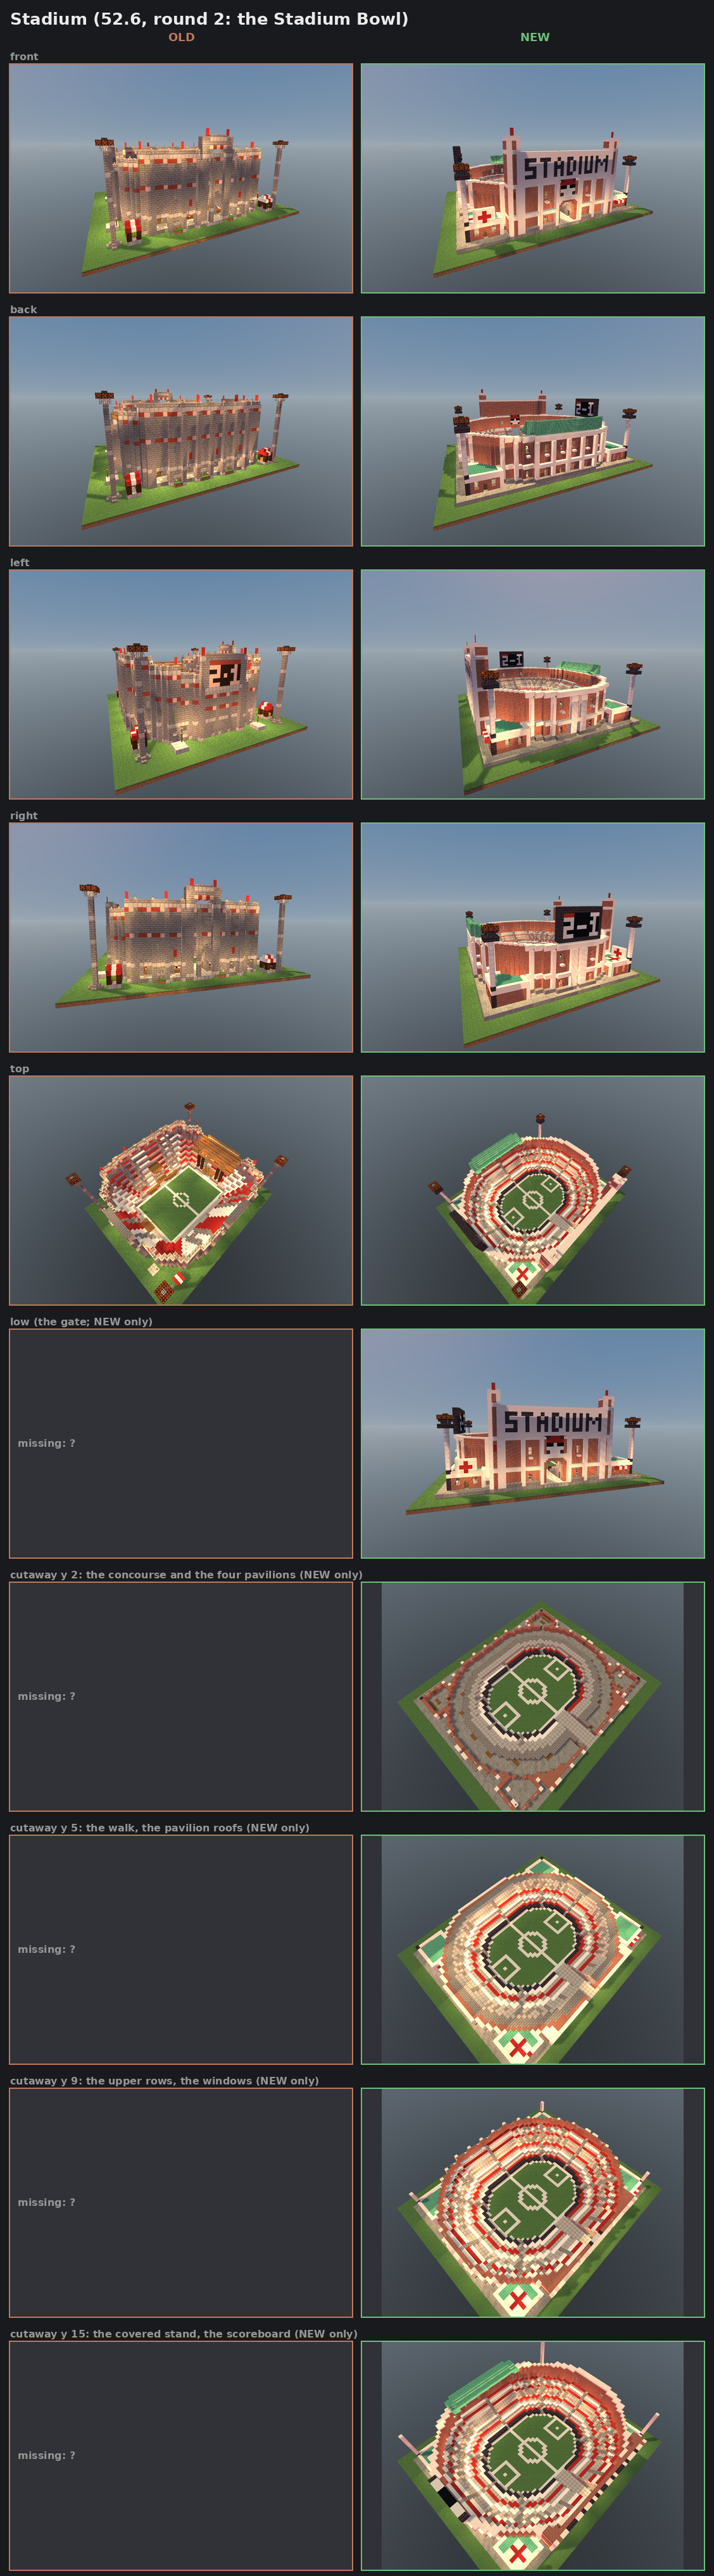 Stadium (52.6, round 2: the Stadium Bowl)
OLD
NEW
front
STADIUM
back
2-1
left
2-1
2-1
right
2-1
top
low (the gate; NEW only)
missing: ?
STADIUM
cutaway y 2: the concourse and the four pavilions (NEW only)
missing: ?
cutaway y 5: the walk, the pavilion roofs (NEW only)
missing: ?
cutaway y 9: the upper rows, the windows (NEW only)
missing: ?
cutaway y 15: the covered stand, the scoreboard (NEW only)
missing: ?